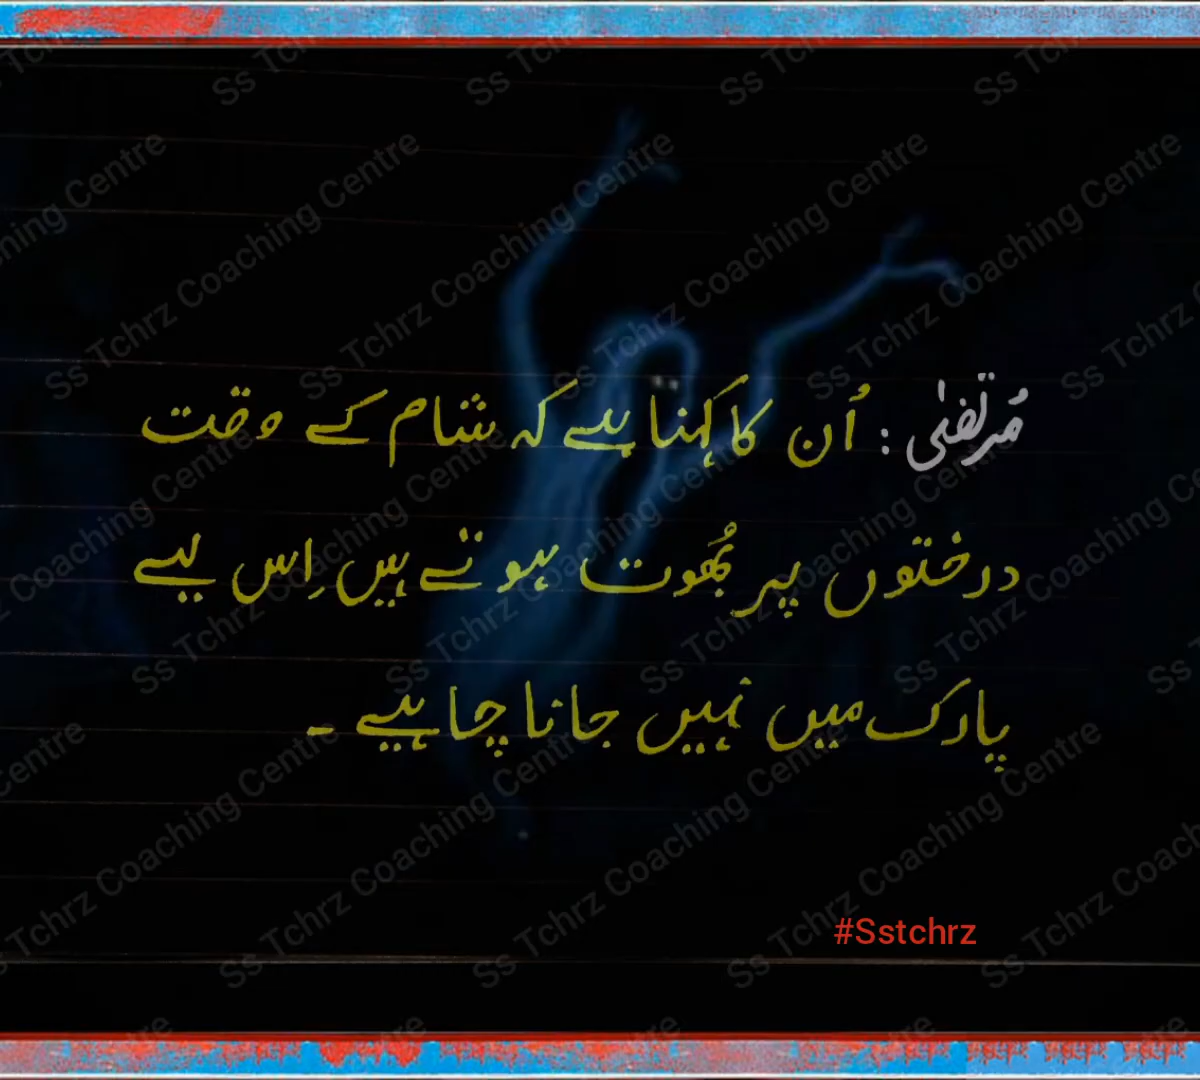 مُرتضٰی : اُن کا کہنا ہے کہ شام کے وقت
درختوں پر بُھوت ہوتے ہیں اِس لیے
پارک میں نہیں جانا چاہیے ۔
#Sstchrz
Ss Tchrz Coaching Centre